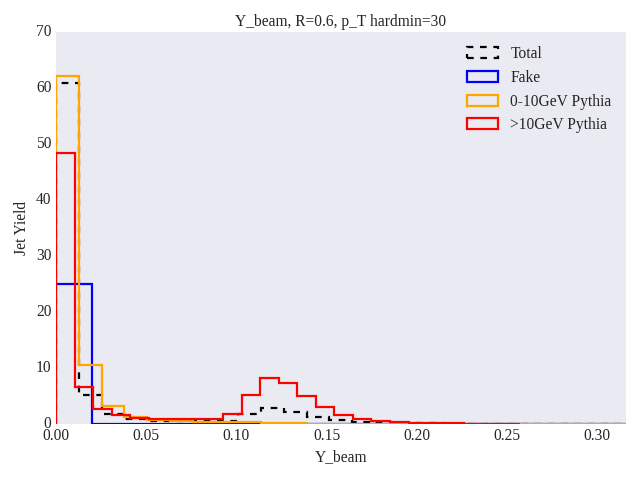 Y_beam, R=0.6, p_T hardmin=30
Jet Yield
70
60
50
40
30
20
10
0
Total
Fake
0-10GeV Pythia
>10GeV Pythia
0.00 0.05 0.10 0.15 0.20 0.25 0.30
Y_beam